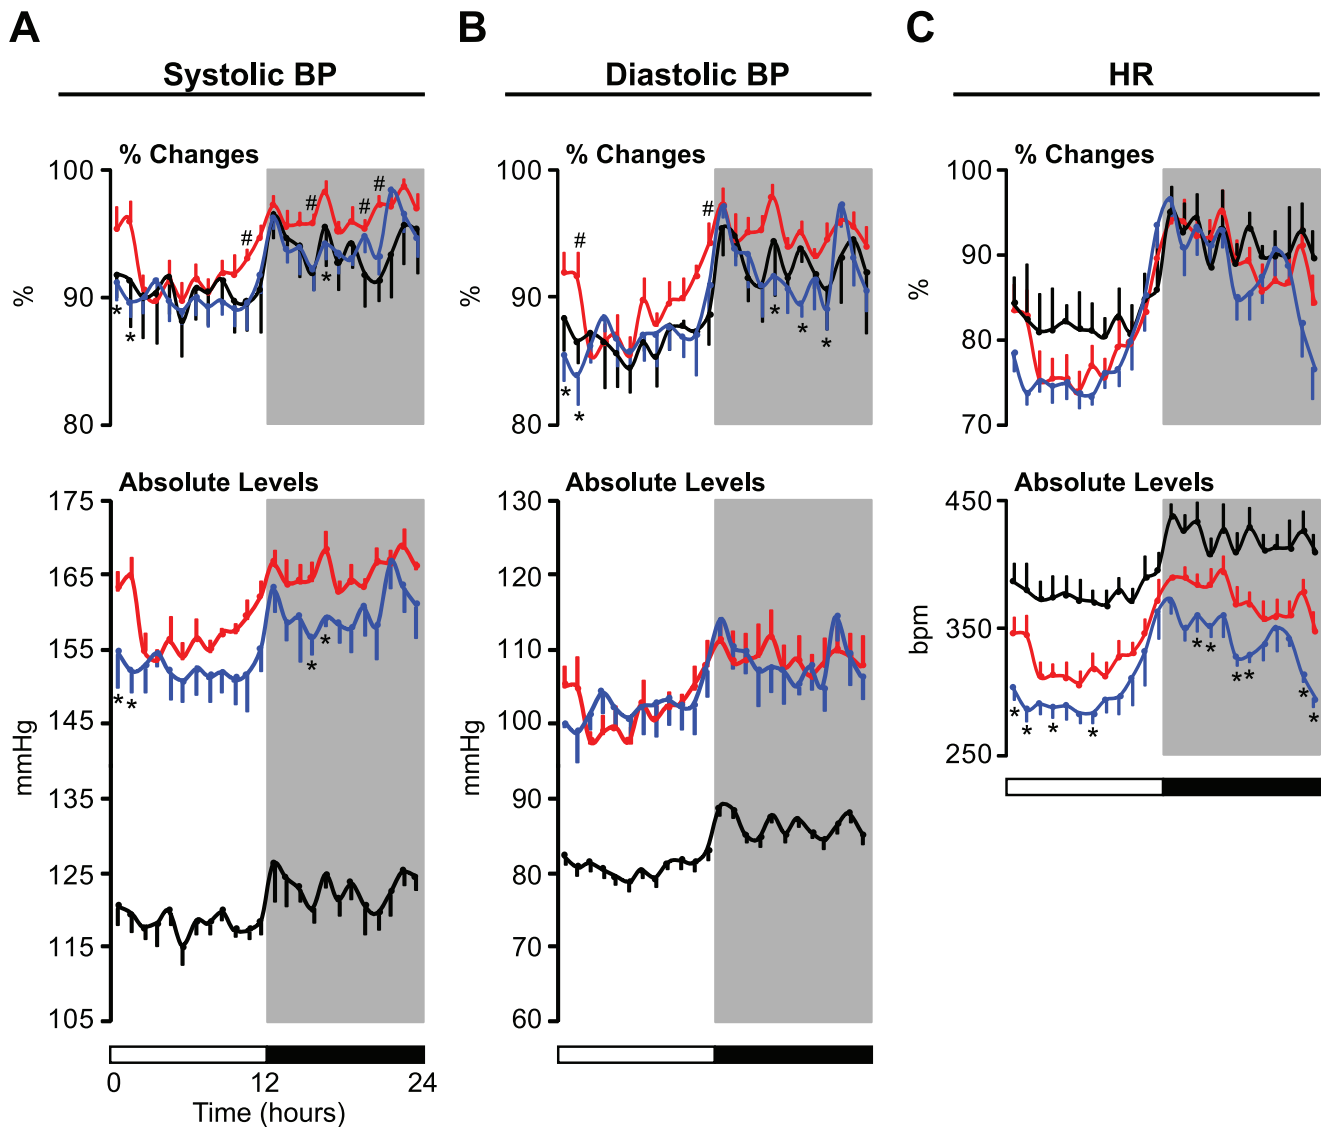 A
B
C
Systolic BP
Diastolic BP
HR
% Changes
% Changes
% Changes
100
90
80
%
# # # #
#
* * *
100
90
80
%
#
#
* * * * *
100
90
80
70
%
Absolute Levels
Absolute Levels
Absolute Levels
175
165
155
145
135
125
115
105
mmHg
* * * *
130
120
110
100
90
80
70
60
mmHg
450
350
250
bpm
* * * * * * * * * *
0
12
24
Time (hours)